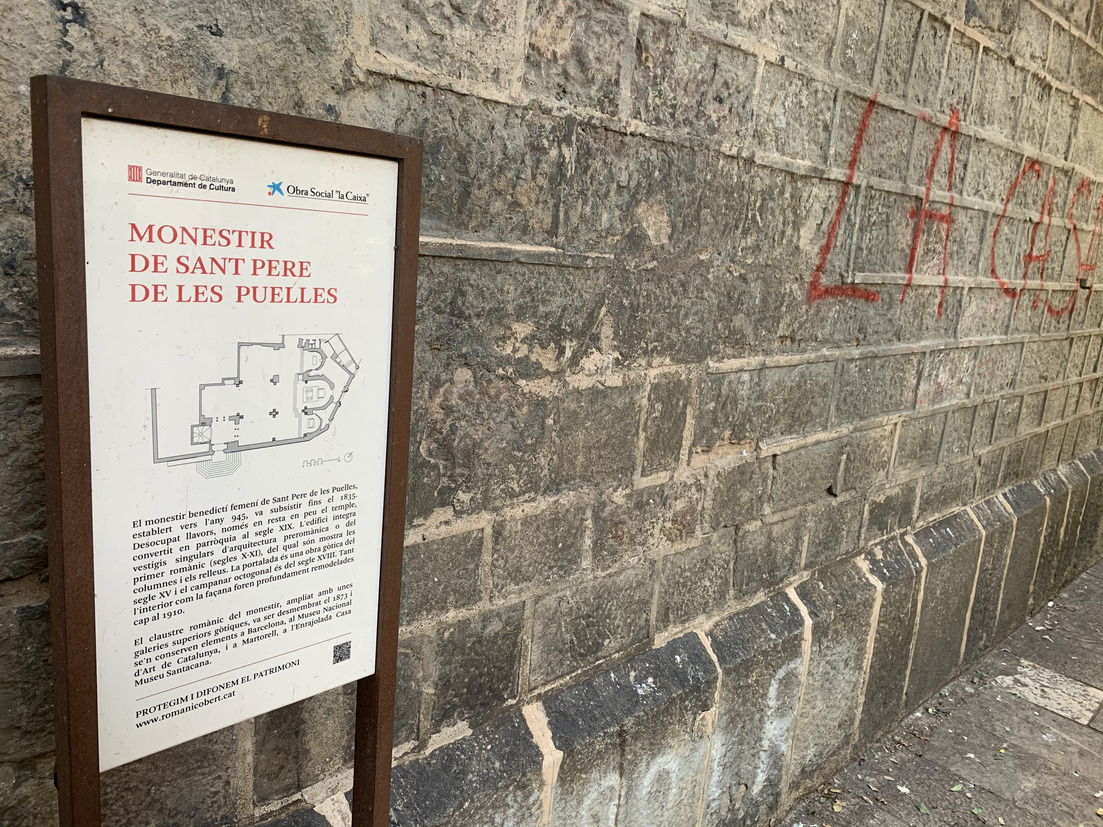 Generalitat de Catalunya
Departament de Cultura
Obra Social "la Caixa"
MONESTIR
DE SANT PERE
DE LES PUELLES
El monestir benedictí femení de Sant Pere de les Puelles,
establert vers l'any 945, va subsistir fins el 1835.
Desocupat llavors, només en resta en peu el temple,
convertit en parròquia al segle XIX. L'edifici integra
vestigis singulars d'arquitectura preromànica o del
primer romànic (segles X-XI), del qual són mostra les
columnes i els relleus. La portalada és una obra gòtica del
segle XV i el campanar octogonal és del segle XVIII. Tant
l'interior com la façana foren profundament remodelades
cap al 1910.
El claustre romànic del monestir, ampliat amb unes
galeries superiors gòtiques, va ser desmembrat el 1873 i
se'n conserven elements a Barcelona, al Museu Nacional
d'Art de Catalunya, i a Martorell, a l'Enrajolada Casa
Museu Santacana.
PROTEGIM I DIFONEM EL PATRIMONI
www.romanicobert.cat
LA CASA